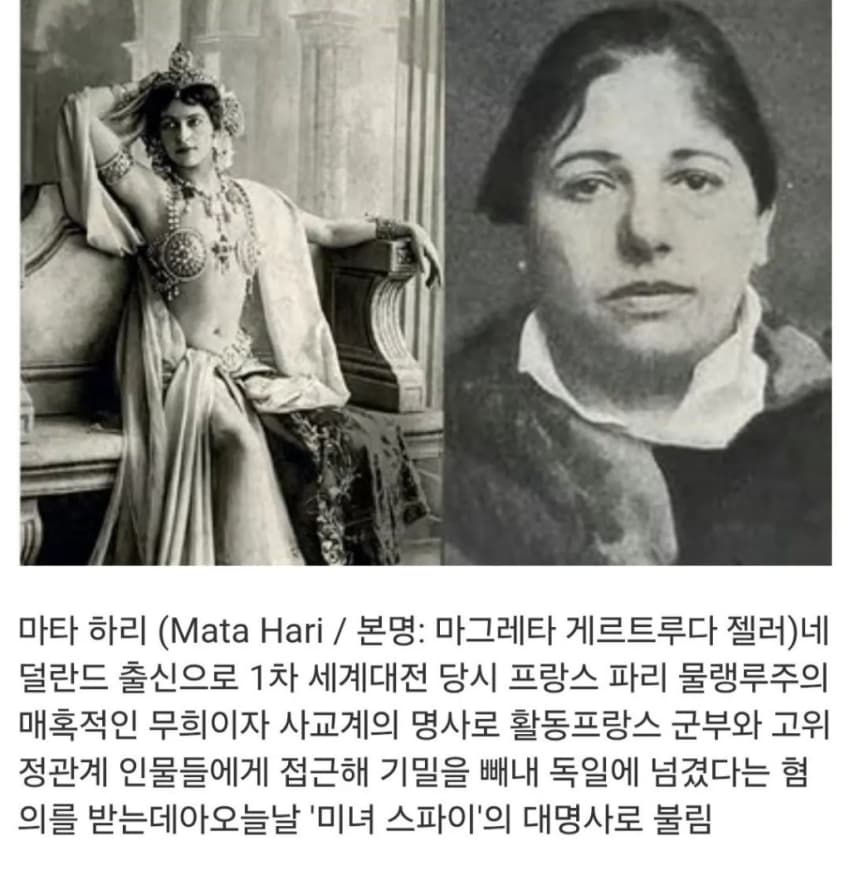 마타 하리 (Mata Hari / 본명: 마그레타 게르트루다 젤러)네
덜란드 출신으로 1차 세계대전 당시 프랑스 파리 물랭루주의
매혹적인 무희이자 사교계의 명사로 활동프랑스 군부와 고위
정관계 인물들에게 접근해 기밀을 빼내 독일에 넘겼다는 혐
의를 받는데아오늘날 '미녀 스파이'의 대명사로 불림